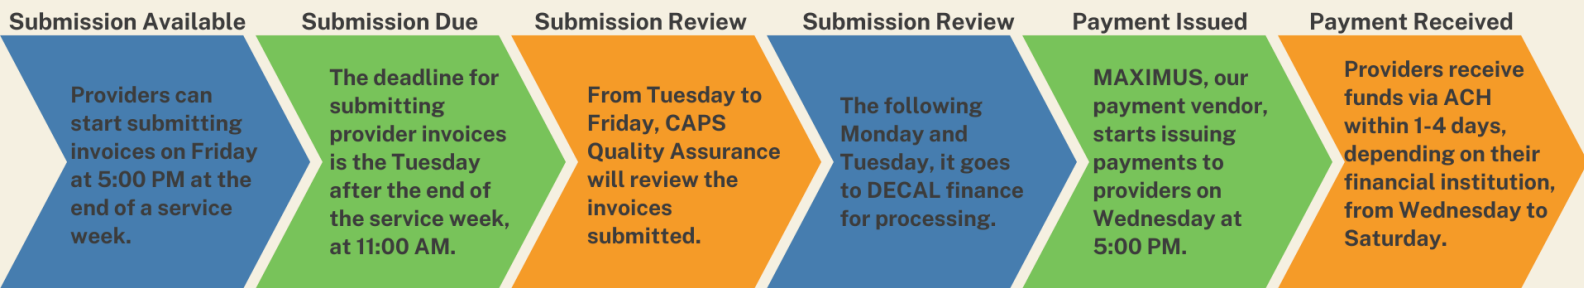 Submission Available
Providers can
start submitting
invoices on Friday
at 5:00 PM at the
end of a service
week.
Submission Due
The deadline for
submitting
provider invoices
is the Tuesday
after the end of
the service week,
at 11:00 AM.
Submission Review
From Tuesday to
Friday, CAPS
Quality Assurance
will review the
invoices
submitted.
Submission Review
The following
Monday and
Tuesday, it goes
to DECAL finance
for processing.
Payment Issued
MAXIMUS, our
payment vendor,
starts issuing
payments to
providers on
Wednesday at
5:00 PM.
Payment Received
Providers receive
funds via ACH
within 1-4 days,
depending on their
financial institution,
from Wednesday to
Saturday.